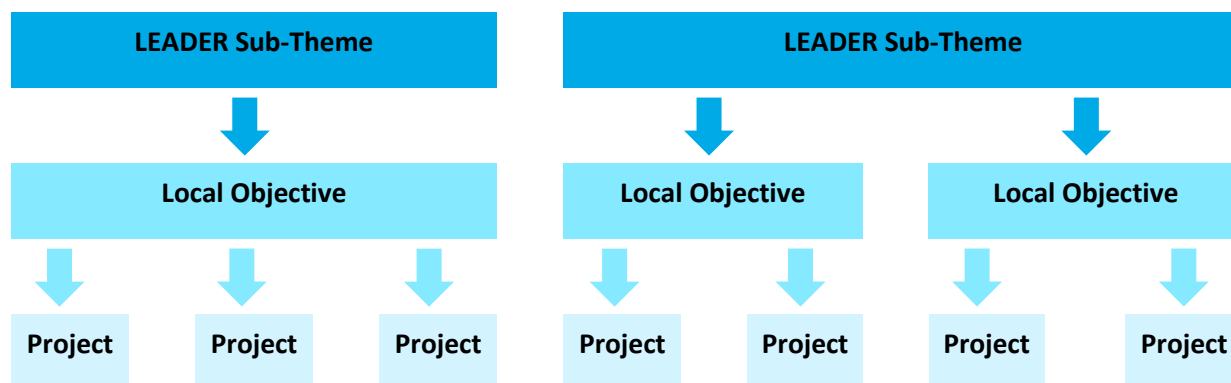 LEADER Sub-Theme LEADER Sub-Theme
Local Objective Local Objective Local Objective
Project Project Project Project Project Project Project